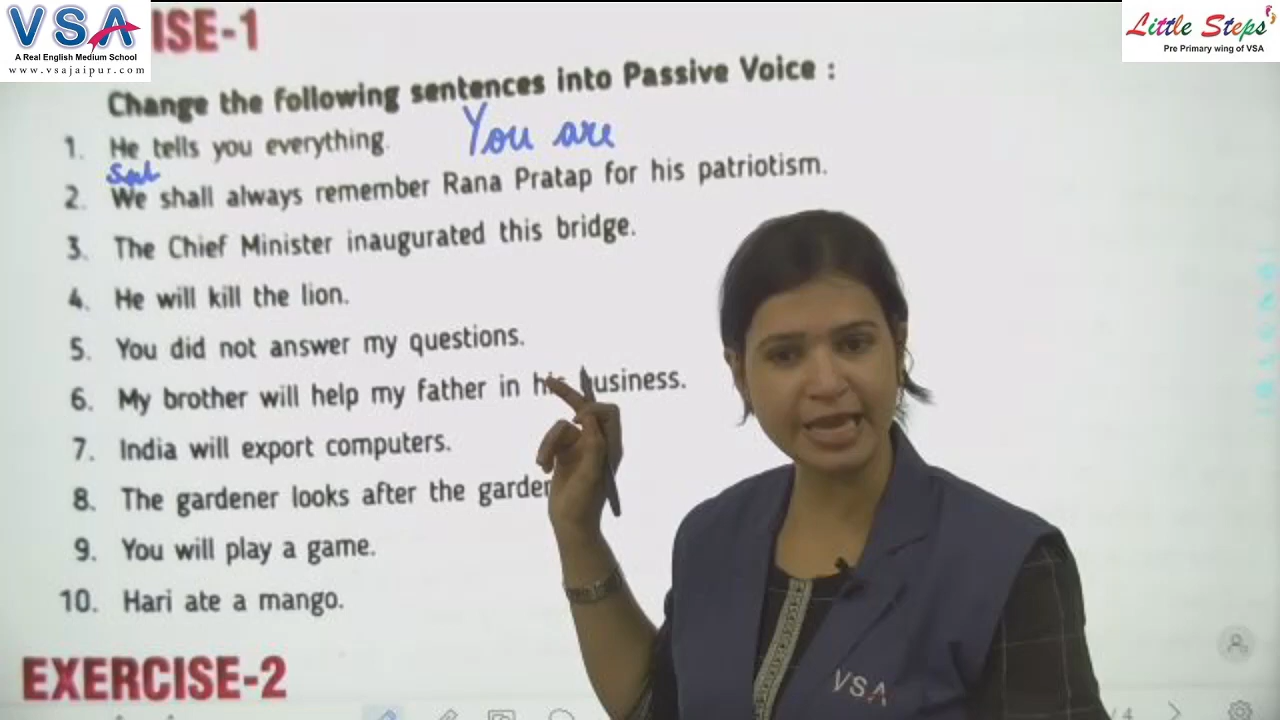 VSA
A Real English Medium School
www.vsajaipur.com
Little Steps
Pre Primary wing of VSA
ISE-1
Change the following sentences into Passive Voice :
1. He tells you everything. You are
Sub
2. We shall always remember Rana Pratap for his patriotism.
3. The Chief Minister inaugurated this bridge.
4. He will kill the lion.
5. You did not answer my questions.
6. My brother will help my father in his business.
7. India will export computers.
8. The gardener looks after the garden
9. You will play a game.
10. Hari ate a mango.
EXERCISE-2
VSA
/ 4